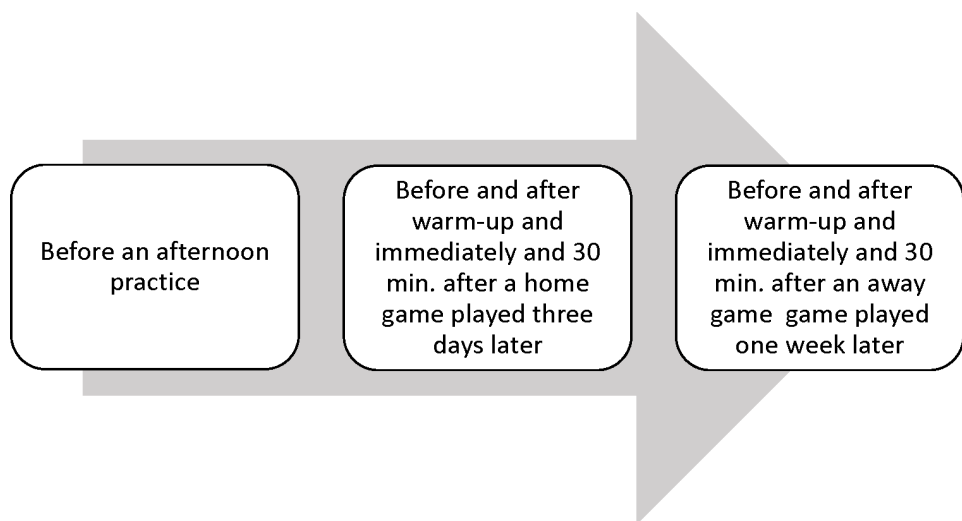 Before an afternoon
practice
Before and after
warm-up and
immediately and 30
min. after a home
game played three
days later
Before and after
warm-up and
immediately and 30
min. after an away
game  game played
one week later